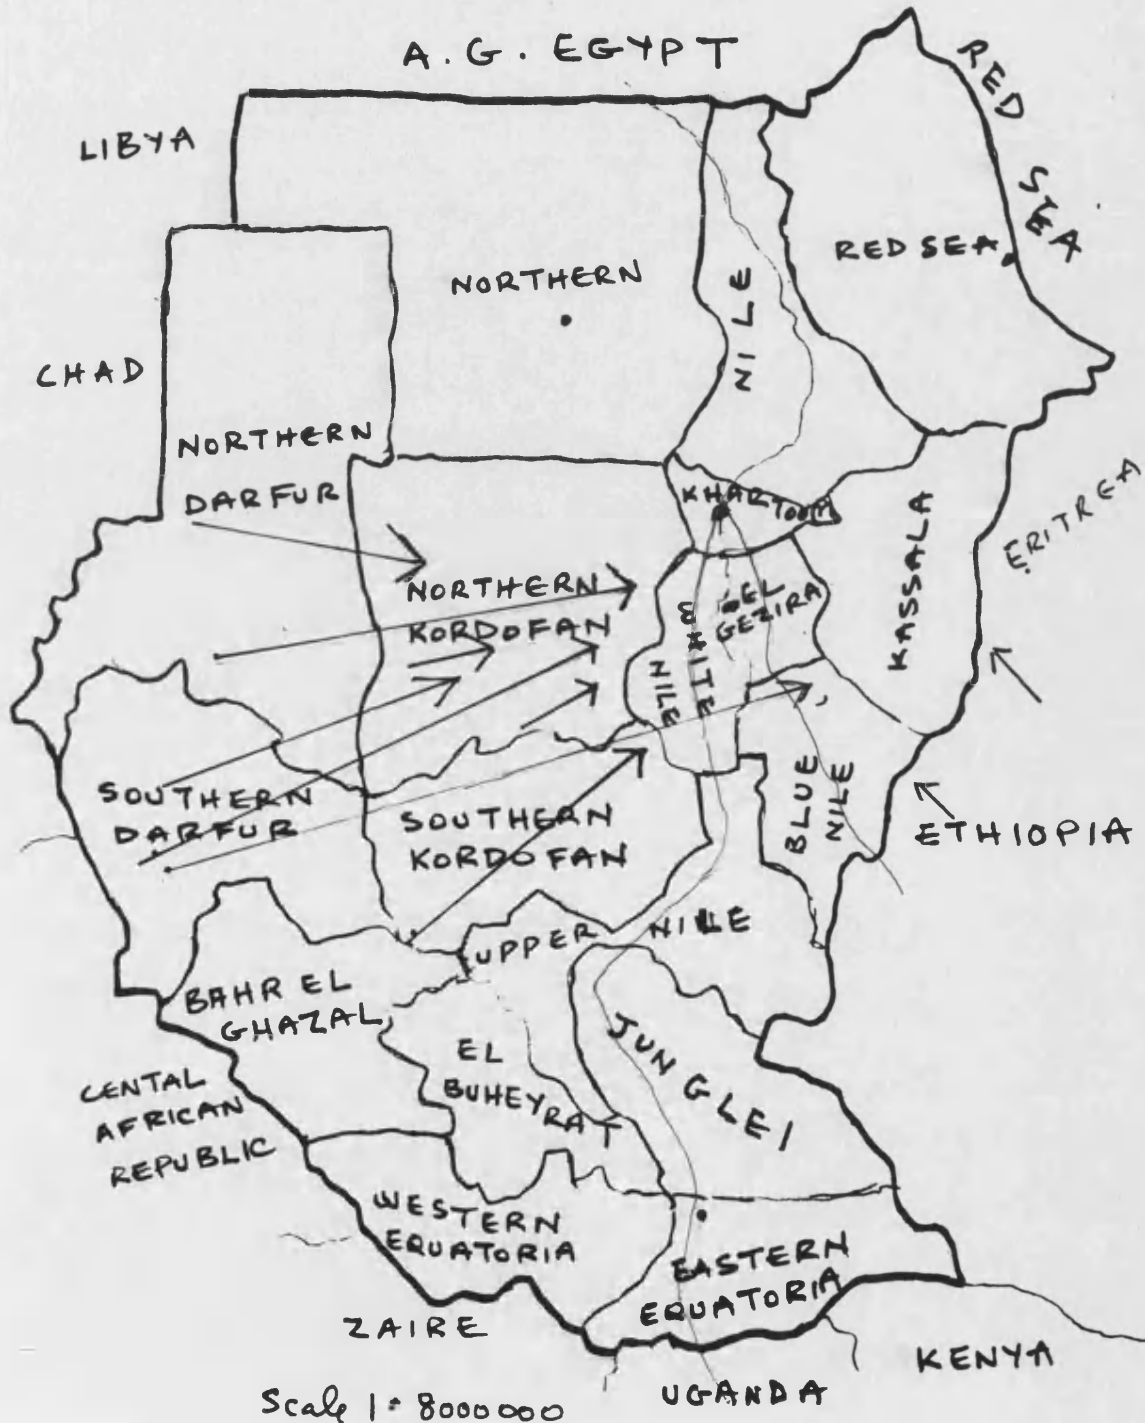 A. G. EGYPT
RED
SEA
LIBYA
RED SEA
NORTHERN
NILE
CHAD
NORTHERN
DARFUR
KHARTOUM
KASSALA
ERITREA
NORTHERN
KORDOFAN
EL
GEZIRA
WHITE
NILE
SOUTHERN
DARFUR
SOUTHERN
KORDOFAN
BLUE
NILE
ETHIOPIA
UPPER NILE
BAHR EL
GHAZAL
EL
BUHEYRAT
JUNGLEI
CENTAL
AFRICAN
REPUBLIC
WESTERN
EQUATORIA
EASTERN
EQUATORIA
ZAIRE
KENYA
UGANDA
Scale 1:8000000